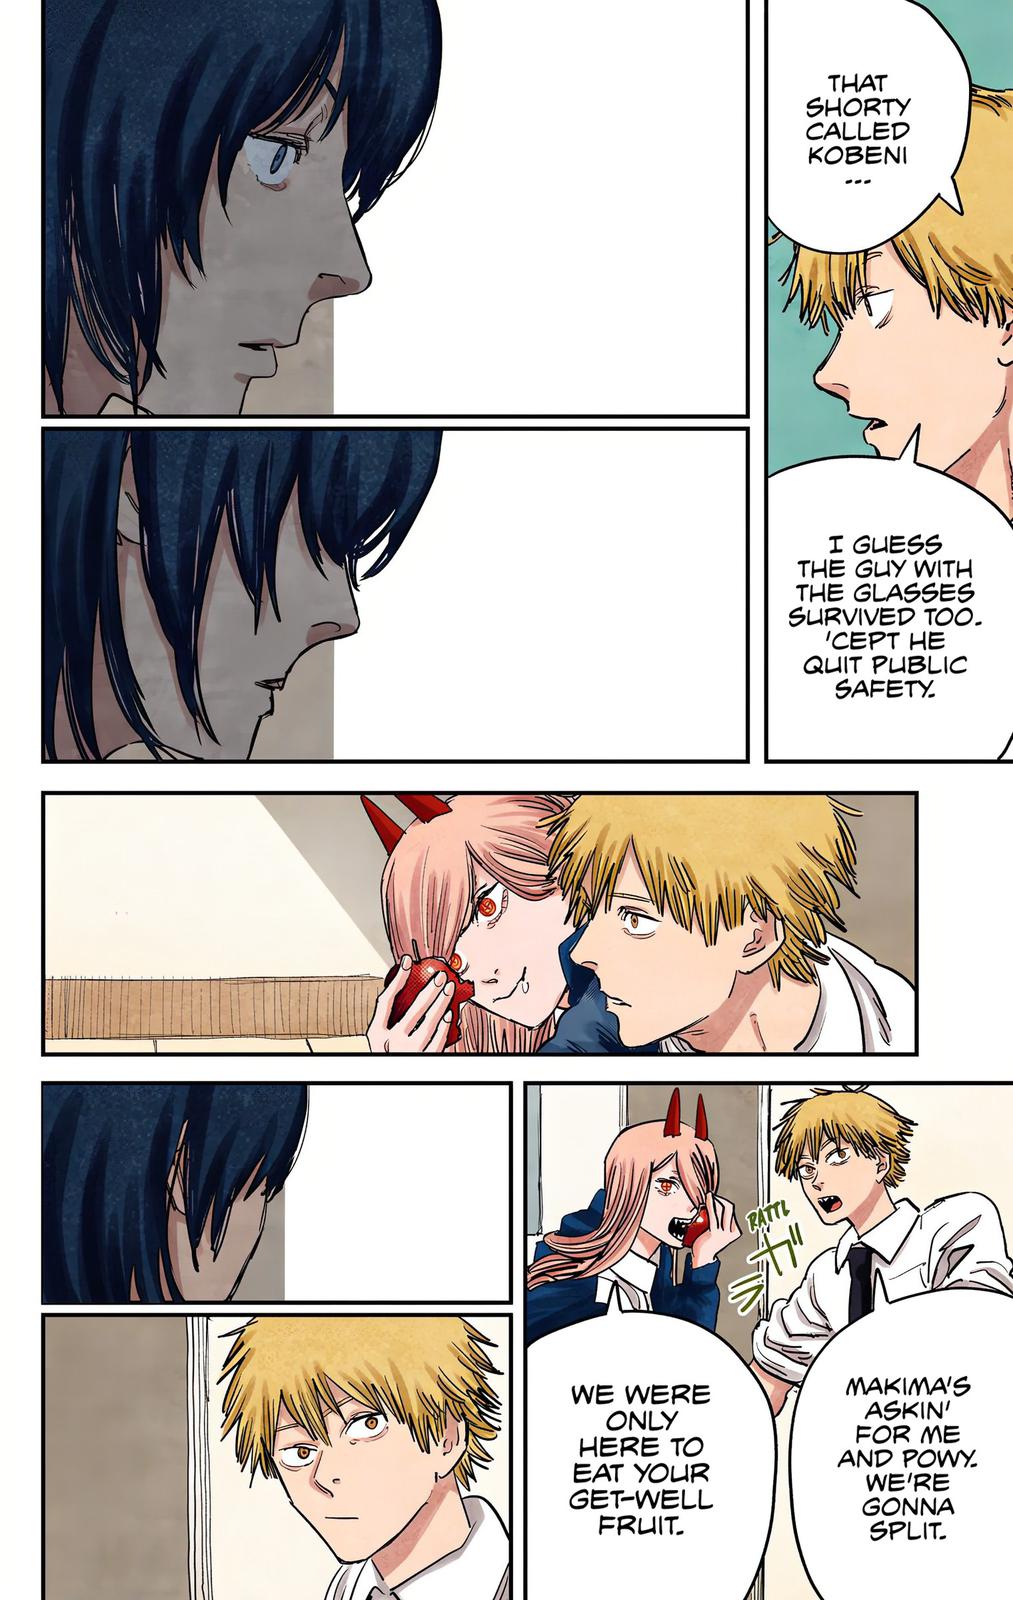 THAT
SHORTY
CALLED
KOBENI
...
I GUESS
THE GUY WITH
THE GLASSES
SURVIVED TOO.
'CEPT HE
QUIT PUBLIC
SAFETY.
RATTL
ガラ
MAKIMA'S
ASKIN'
FOR ME
AND POWY.
WE'RE
GONNA
SPLIT.
WE WERE
ONLY
HERE TO
EAT YOUR
GET-WELL
FRUIT.